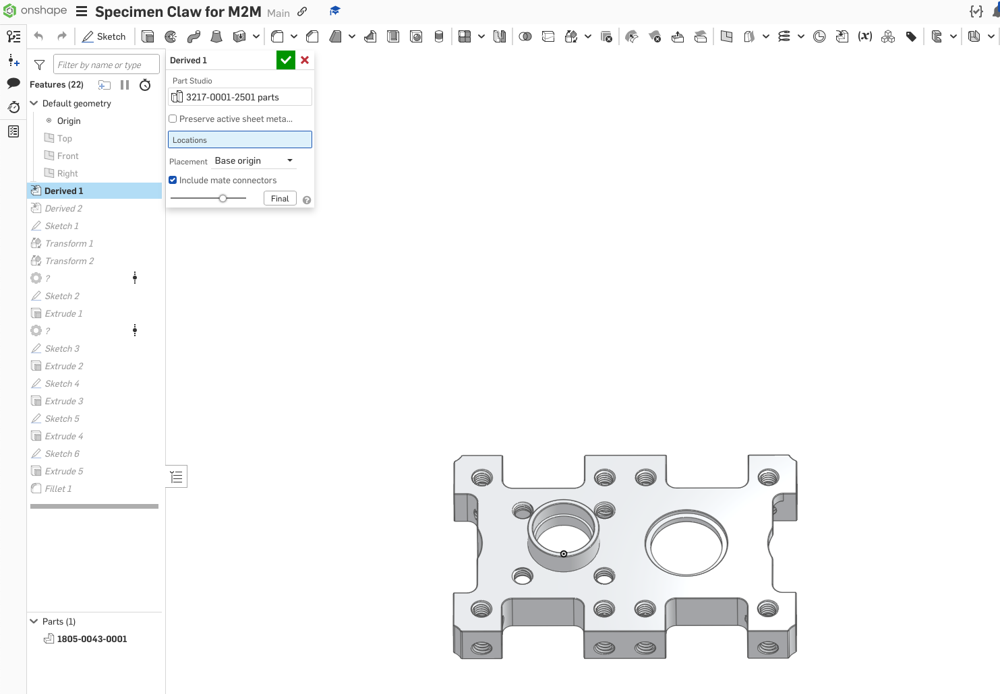 onshape
Specimen Claw for M2M Main
Sketch
(x)
Filter by name or type
Features (22)
Default geometry
Origin
Top
Front
Right
Derived 1
Derived 2
Sketch 1
Transform 1
Transform 2
?
Sketch 2
Extrude 1
?
Sketch 3
Extrude 2
Sketch 4
Extrude 3
Sketch 5
Extrude 4
Sketch 6
Extrude 5
Fillet 1
Parts (1)
1805-0043-0001
Derived 1
Part Studio
3217-0001-2501 parts
Preserve active sheet meta...
Locations
Placement Base origin
Include mate connectors
Final
?